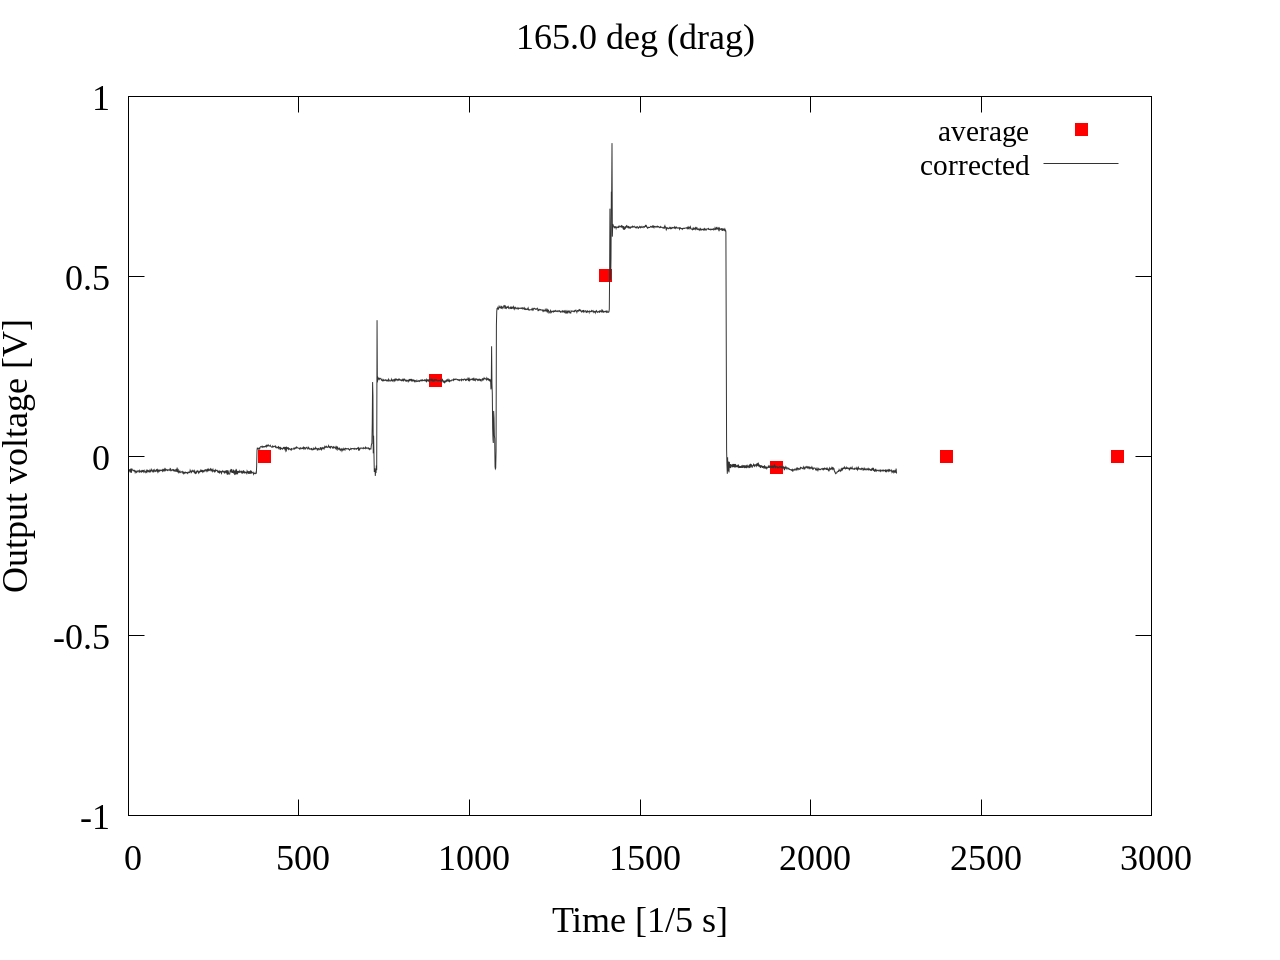 165.0 deg (drag)
1
0.5
0
-0.5
-1
Output voltage [V]
average
corrected
0 500 1000 1500 2000 2500 3000
Time [1/5 s]